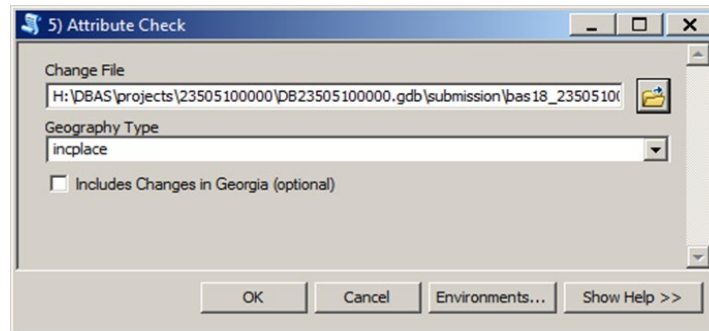 5) Attribute Check
Change File
H:\DBAS\projects\23505100000\DB23505100000.gdb\submission\bas18_2350510(
Geography Type
incplace
Includes Changes in Georgia (optional)
OK Cancel Environments... Show Help >>